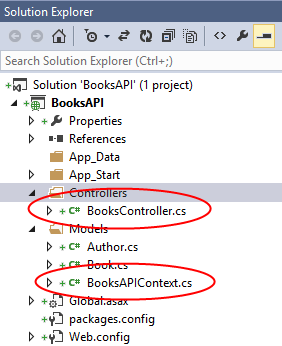 Solution Explorer
Search Solution Explorer (Ctrl+;)
Solution 'BooksAPI' (1 project)
BooksAPI
Properties
References
App_Data
App_Start
Controllers
C# BooksController.cs
Models
C# Author.cs
C# Book.cs
C# BooksAPIContext.cs
Global.asax
packages.config
Web.config